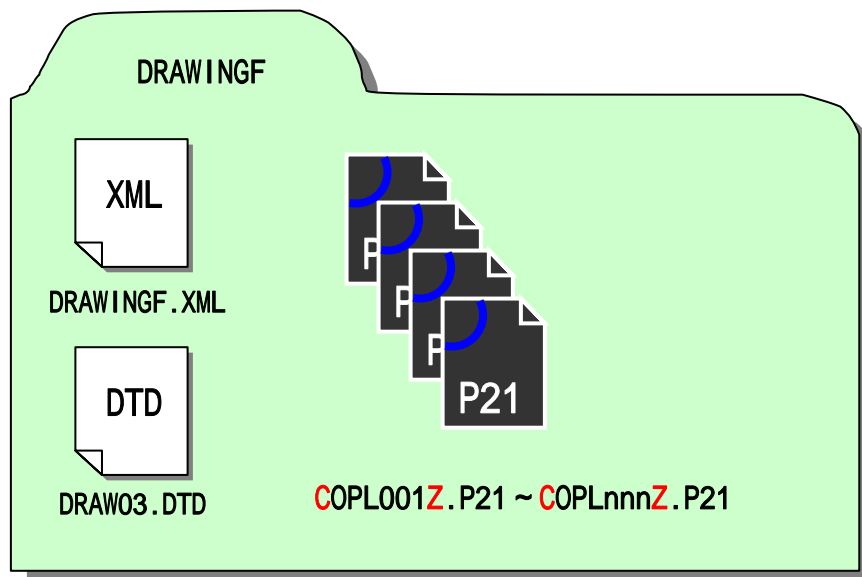 DRAWINGF
XML
DRAWINGF.XML
DTD
DRAW03.DTD
P
P
P
P21
COPL001Z.P21 ~ COPLnnnZ.P21